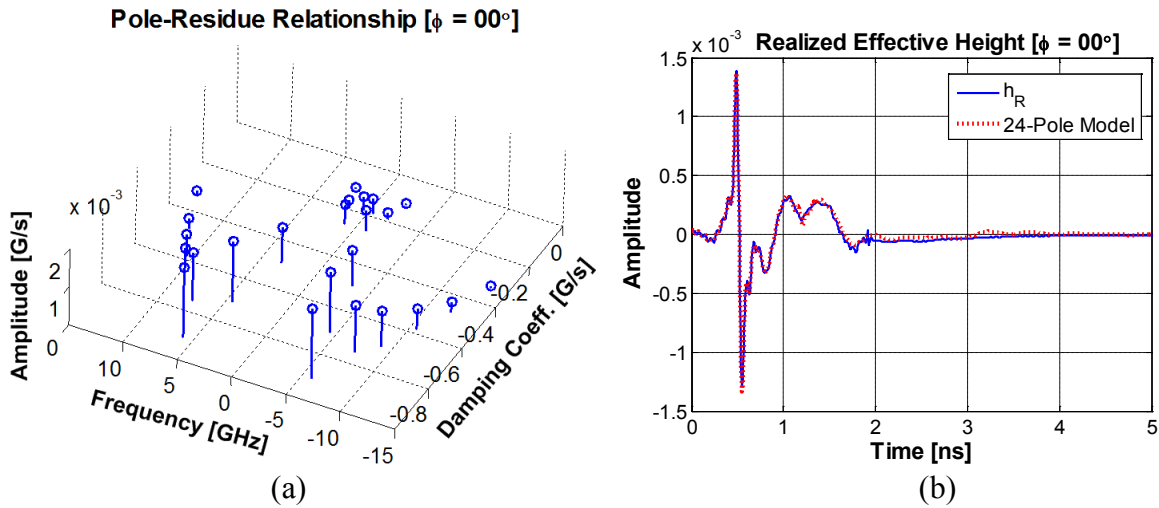 Pole-Residue Relationship [ϕ = 00°]
x 10⁻³
2
1
0
Amplitude [G/s]
10
5
0
-5
-10
-15
Frequency [GHz]
0
-0.2
-0.4
-0.6
-0.8
Damping Coeff. [G/s]
(a)
x 10⁻³
Realized Effective Height [ϕ = 00°]
1.5
1
0.5
0
-0.5
-1
-1.5
Amplitude
h_R
24-Pole Model
0
1
2
3
4
5
Time [ns]
(b)